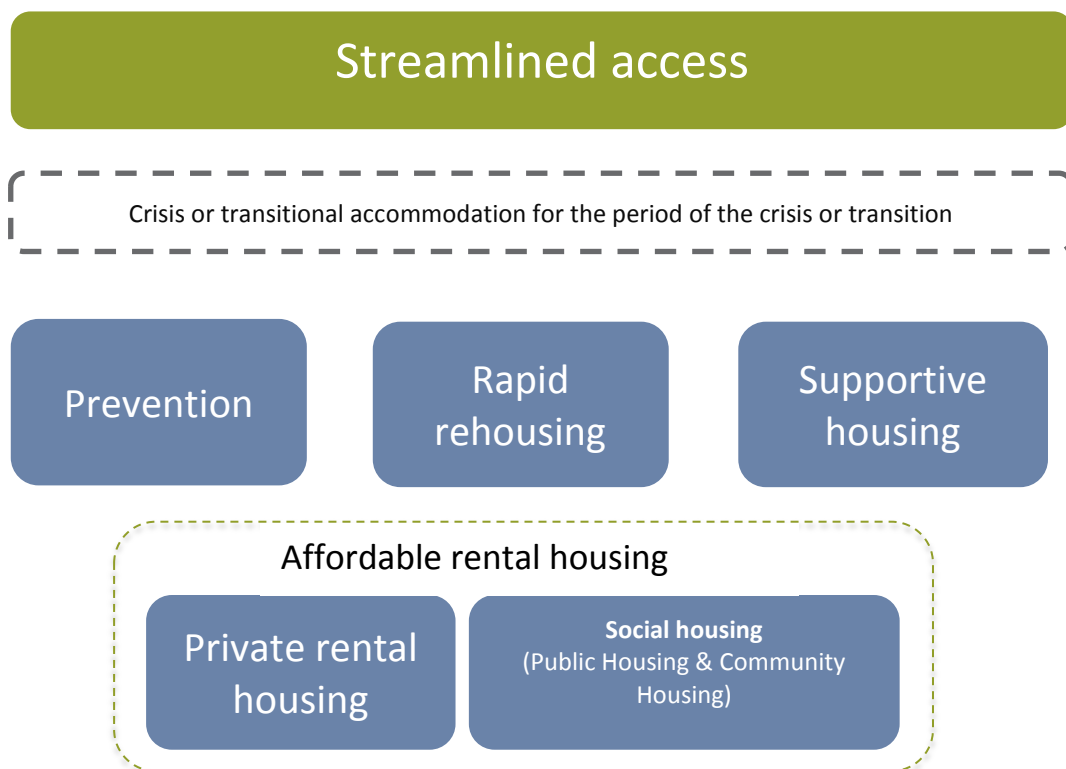 Streamlined access
Crisis or transitional accommodation for the period of the crisis or transition
Prevention
Rapid
rehousing
Supportive
housing
Affordable rental housing
Private rental
housing
Social housing
(Public Housing & Community
Housing)